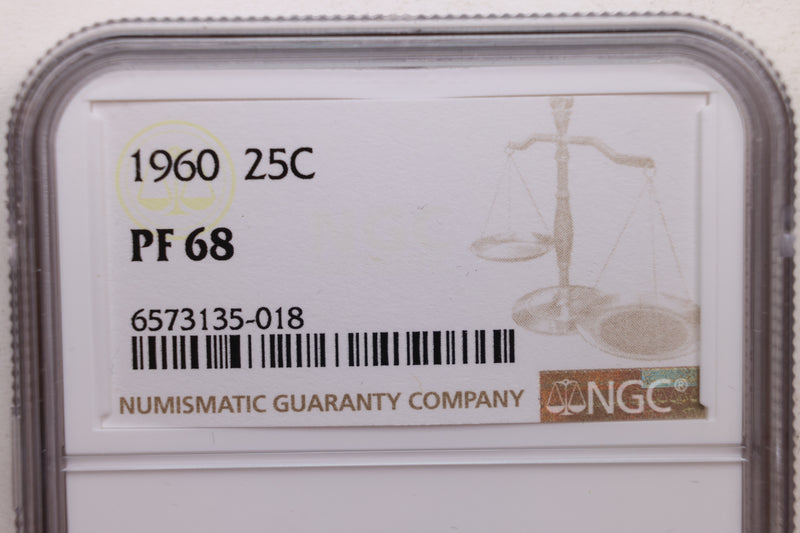 1960 25C
PF 68
6573135-018
NUMISMATIC GUARANTY COMPANY
NGC®